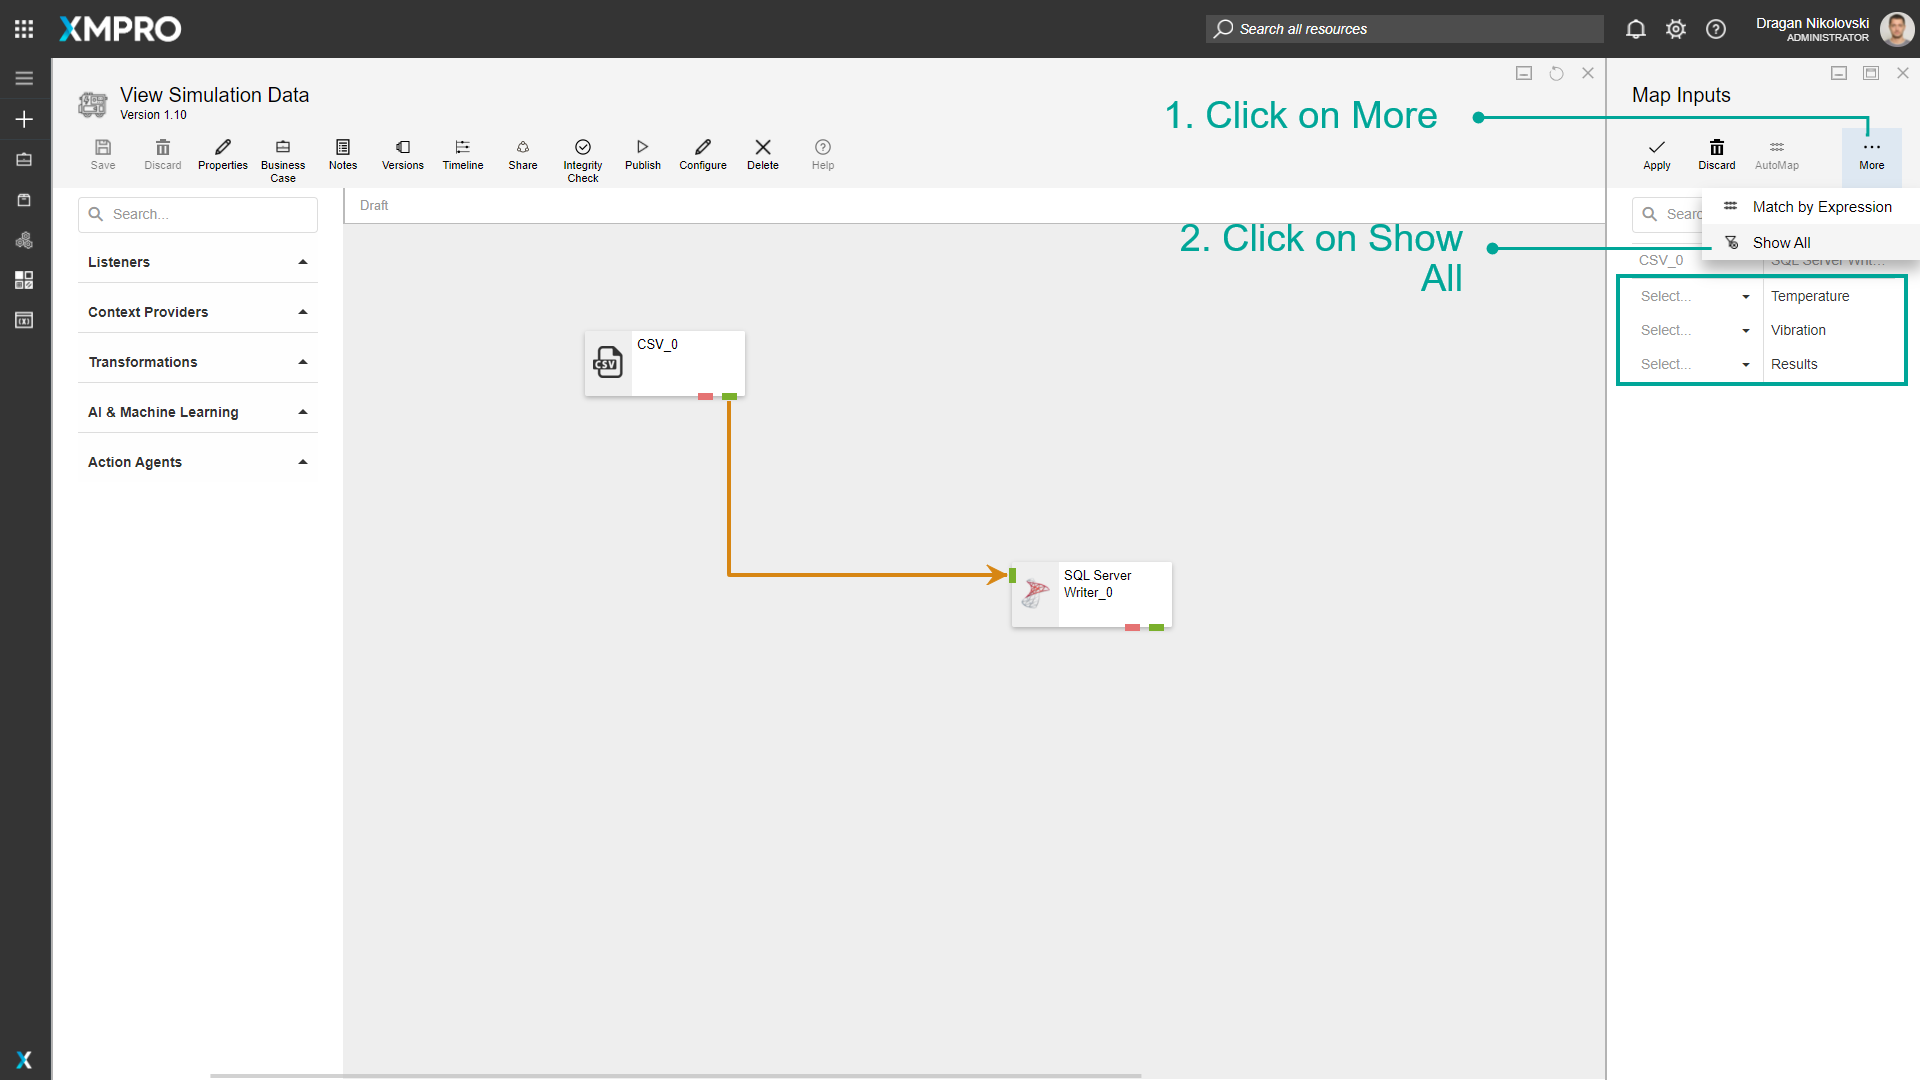 XMPRO
Search all resources
Dragan Nikolovski
ADMINISTRATOR
View Simulation Data
Version 1.10
Save
Discard
Properties
Business
Case
Notes
Versions
Timeline
Share
Integrity
Check
Publish
Configure
Delete
Help
1. Click on More
Map Inputs
Apply
Discard
AutoMap
More
Match by Expression
Show All
Search...
Draft
2. Click on Show
All
Listeners
Context Providers
Transformations
AI & Machine Learning
Action Agents
CSV_0
CSV
SQL Server
Writer_0
Searc
CSV_0
SQL Server Writ...
Select...
Temperature
Select...
Vibration
Select...
Results
X